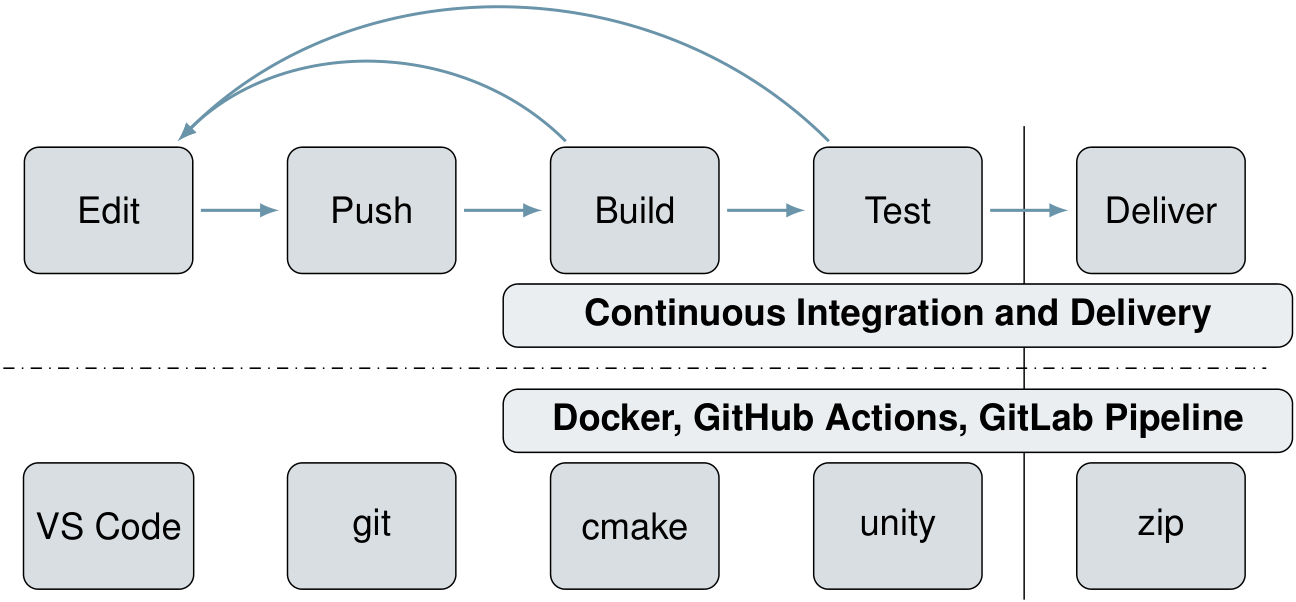 Edit
Push
Build
Test
Deliver
Continuous Integration and Delivery
Docker, GitHub Actions, GitLab Pipeline
VS Code
git
cmake
unity
zip